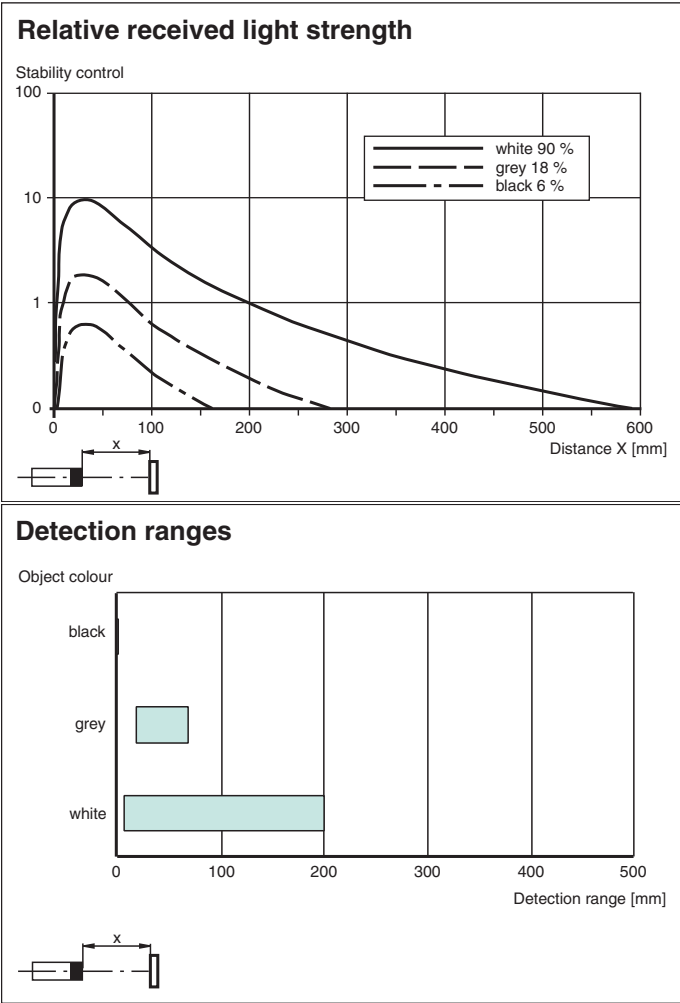 Relative received light strength
Stability control
100
10
1
0
white 90 %
grey 18 %
black 6 %
0 100 200 300 400 500 600
Distance X [mm]
x
Detection ranges
Object colour
black
grey
white
0 100 200 300 400 500
Detection range [mm]
x